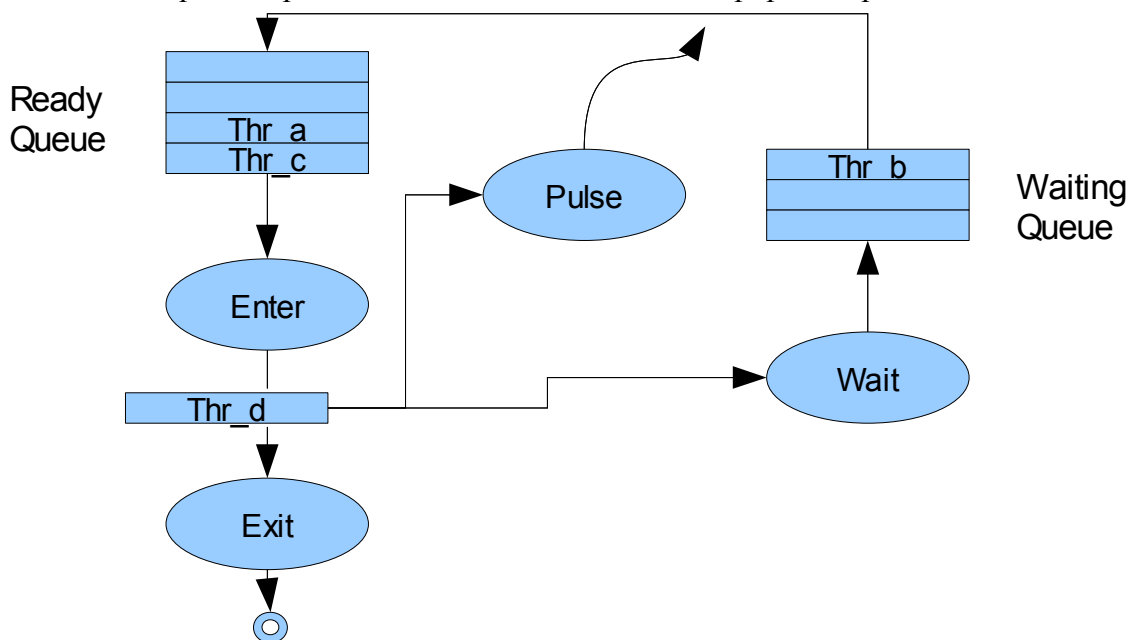 Ready
Queue
Thr_a
Thr_c
Pulse
Thr_b
Waiting
Queue
Enter
Wait
Thr_d
Exit